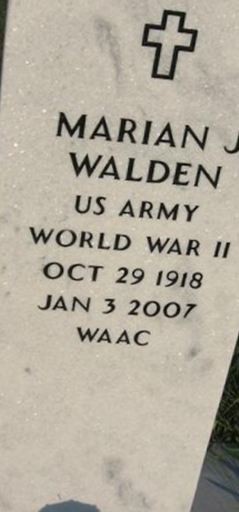 MARIAN J
WALDEN
US ARMY
WORLD WAR II
OCT 29 1918
JAN 3 2007
WAAC